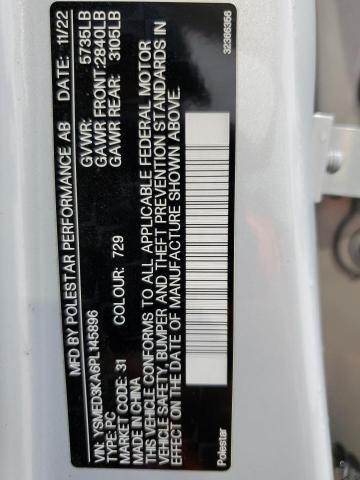 MFD BY POLESTAR PERFORMANCE AB DATE: 11/22
GVWR: 5735LB
GAWR FRONT:2840LB
GAWR REAR: 3105LB
VIN: YSMED3KA6PL145896
TYPE: PC
MARKET CODE: 31 COLOUR: 729
MADE IN CHINA
THIS VEHICLE CONFORMS TO ALL APPLICABLE FEDERAL MOTOR
VEHICLE SAFETY, BUMPER AND THEFT PREVENTION STANDARDS IN
EFFECT ON THE DATE OF MANUFACTURE SHOWN ABOVE.
Polestar 32366356